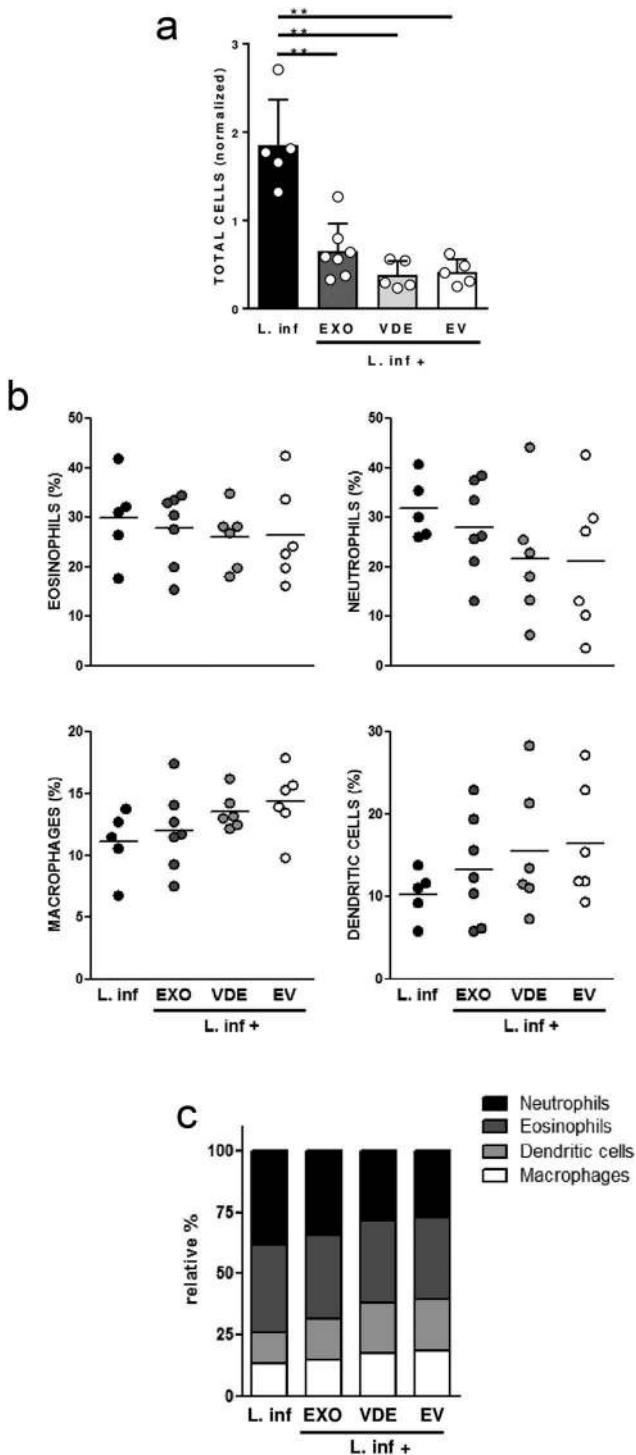 a
**
**
**
TOTAL CELLS (normalized)
3
2
1
0
L. inf
EXO
VDE
EV
L. inf +
b
EOSINOPHILS (%)
50
40
30
20
10
0
NEUTROPHILS (%)
50
40
30
20
10
0
MACROPHAGES (%)
20
15
10
5
0
L. inf
EXO
VDE
EV
L. inf +
DENDRITIC CELLS (%)
30
20
10
0
L. inf
EXO
VDE
EV
L. inf +
c
Neutrophils
Eosinophils
Dendritic cells
Macrophages
relative %
100
75
50
25
0
L. inf
EXO
VDE
EV
L. inf +